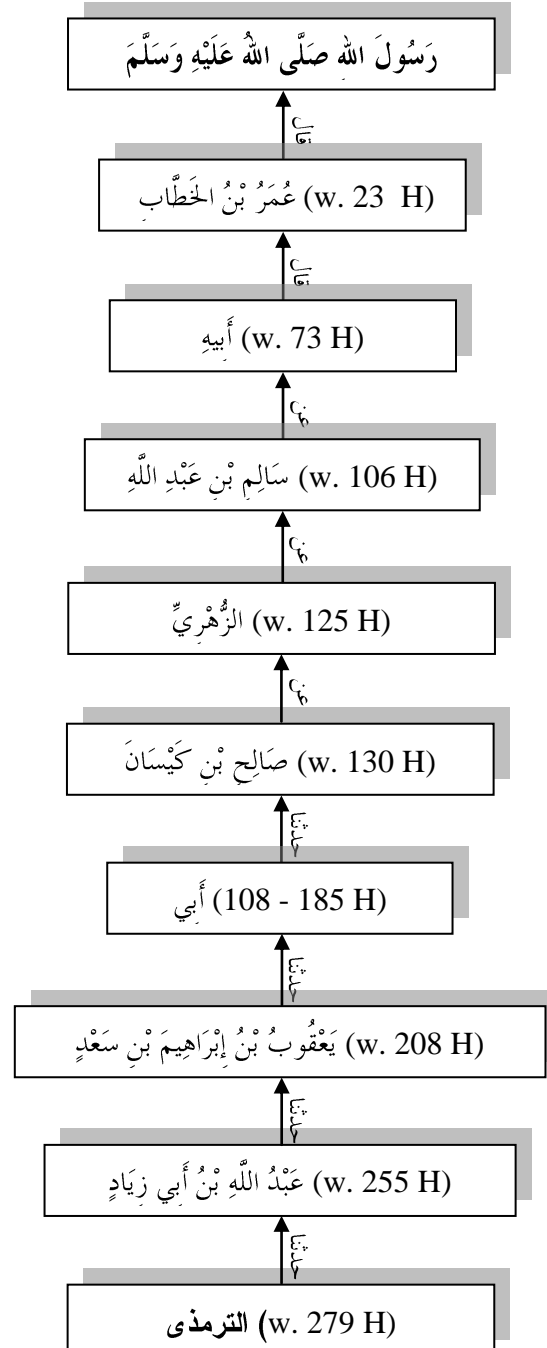 رَسُولَ اللهِ صَلَّى اللهُ عَلَيْهِ وَسَلَّمَ
قال
عُمَرُ بْنُ الخَطَّابِ (w. 23 H)
قال
أَبِيهِ (w. 73 H)
عن
سَالِمِ بْنِ عَبْدِ اللَّهِ (w. 106 H)
عن
الزُّهْرِيِّ (w. 125 H)
عن
صَالِحِ بْنِ كَيْسَانَ (w. 130 H)
حدثنا
أَبِي (108 - 185 H)
حدثنا
يَعْقُوبُ بْنُ إِبْرَاهِيمَ بْنِ سَعْدٍ (w. 208 H)
حدثنا
عَبْدُ اللَّهِ بْنُ أَبِي زِيَادٍ (w. 255 H)
حدثنا
الترمذى (w. 279 H)